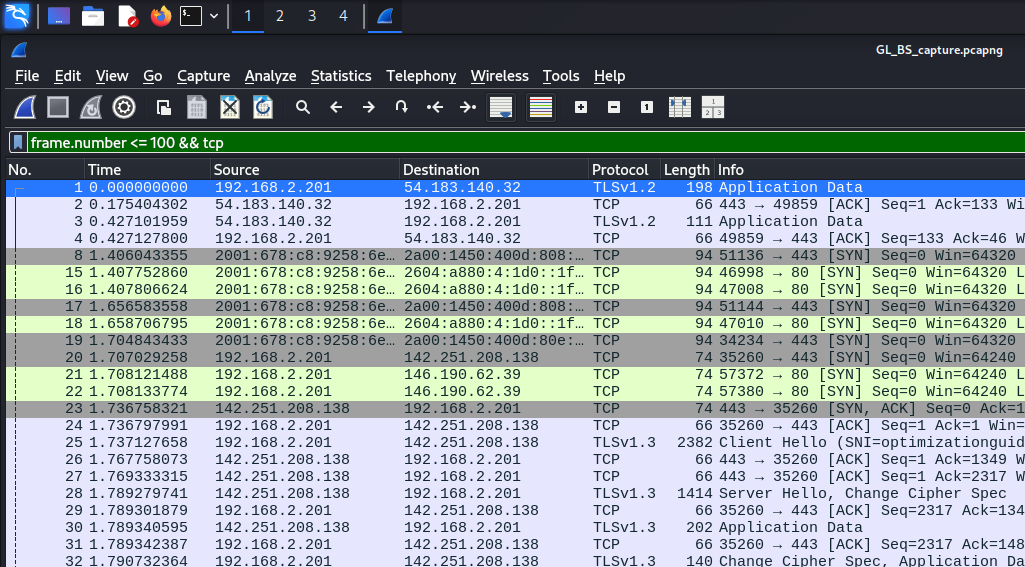 1 2 3 4
GL_BS_capture.pcapng
File Edit View Go Capture Analyze Statistics Telephony Wireless Tools Help
frame.number <= 100 && tcp
No. Time Source Destination Protocol Length Info
1 0.000000000 192.168.2.201 54.183.140.32 TLSv1.2 198 Application Data
2 0.175404302 54.183.140.32 192.168.2.201 TCP 66 443 → 49859 [ACK] Seq=1 Ack=133 Wi
3 0.427101959 54.183.140.32 192.168.2.201 TLSv1.2 111 Application Data
4 0.427127800 192.168.2.201 54.183.140.32 TCP 66 49859 → 443 [ACK] Seq=133 Ack=46 W
8 1.406043355 2001:678:c8:9258:6e… 2a00:1450:400d:808:… TCP 94 51136 → 443 [SYN] Seq=0 Win=64320
15 1.407752860 2001:678:c8:9258:6e… 2604:a880:4:1d0::1f… TCP 94 46998 → 80 [SYN] Seq=0 Win=64320 L
16 1.407806624 2001:678:c8:9258:6e… 2604:a880:4:1d0::1f… TCP 94 47008 → 80 [SYN] Seq=0 Win=64320 L
17 1.656583558 2001:678:c8:9258:6e… 2a00:1450:400d:808:… TCP 94 51144 → 443 [SYN] Seq=0 Win=64320
18 1.658706795 2001:678:c8:9258:6e… 2604:a880:4:1d0::1f… TCP 94 47010 → 80 [SYN] Seq=0 Win=64320 L
19 1.704843433 2001:678:c8:9258:6e… 2a00:1450:400d:80e:… TCP 94 34234 → 443 [SYN] Seq=0 Win=64320
20 1.707029258 192.168.2.201 142.251.208.138 TCP 74 35260 → 443 [SYN] Seq=0 Win=64240
21 1.708121488 192.168.2.201 146.190.62.39 TCP 74 57372 → 80 [SYN] Seq=0 Win=64240 L
22 1.708133774 192.168.2.201 146.190.62.39 TCP 74 57380 → 80 [SYN] Seq=0 Win=64240 L
23 1.736758321 142.251.208.138 192.168.2.201 TCP 74 443 → 35260 [SYN, ACK] Seq=0 Ack=1
24 1.736797991 192.168.2.201 142.251.208.138 TCP 66 35260 → 443 [ACK] Seq=1 Ack=1 Win=
25 1.737127658 192.168.2.201 142.251.208.138 TLSv1.3 2382 Client Hello (SNI=optimizationguid
26 1.767758073 142.251.208.138 192.168.2.201 TCP 66 443 → 35260 [ACK] Seq=1 Ack=1349 W
27 1.769333315 142.251.208.138 192.168.2.201 TCP 66 443 → 35260 [ACK] Seq=1 Ack=2317 W
28 1.789279741 142.251.208.138 192.168.2.201 TLSv1.3 1414 Server Hello, Change Cipher Spec
29 1.789301879 192.168.2.201 142.251.208.138 TCP 66 35260 → 443 [ACK] Seq=2317 Ack=134
30 1.789340595 142.251.208.138 192.168.2.201 TLSv1.3 202 Application Data
31 1.789342387 192.168.2.201 142.251.208.138 TCP 66 35260 → 443 [ACK] Seq=2317 Ack=148
32 1.790732364 192.168.2.201 142.251.208.138 TLSv1.3 140 Change Cipher Spec, Application Da